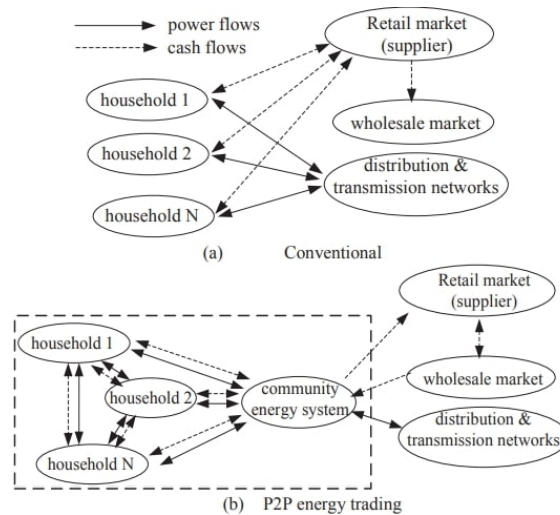 power flows
cash flows
Retail market
(supplier)
household 1
wholesale market
household 2
distribution &
transmission networks
household N
(a) Conventional
Retail market
(supplier)
household 1
household 2
community
energy system
wholesale market
distribution &
transmission networks
household N
(b) P2P energy trading